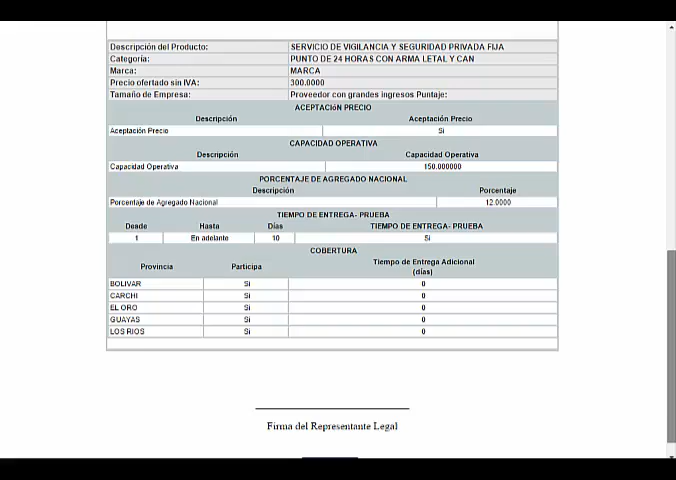 Descripción del Producto: SERVICIO DE VIGILANCIA Y SEGURIDAD PRIVADA FIJA
Categoría: PUNTO DE 24 HORAS CON ARMA LETAL Y CAN
Marca: MARCA
Precio ofertado sin IVA: 300.0000
Tamaño de Empresa: Proveedor con grandes ingresos Puntaje:
ACEPTACIóN PRECIO
Descripción Aceptación Precio
Aceptación Precio Si
CAPACIDAD OPERATIVA
Descripción Capacidad Operativa
Capacidad Operativa 150.000000
PORCENTAJE DE AGREGADO NACIONAL
Descripción Porcentaje
Porcentaje de Agregado Nacional 12.0000
TIEMPO DE ENTREGA- PRUEBA
Desde Hasta Días TIEMPO DE ENTREGA- PRUEBA
1 En adelante 10 Si
COBERTURA
Provincia Participa Tiempo de Entrega Adicional
(días)
BOLIVAR Si 0
CARCHI Si 0
EL ORO Si 0
GUAYAS Si 0
LOS RIOS Si 0
Firma del Representante Legal